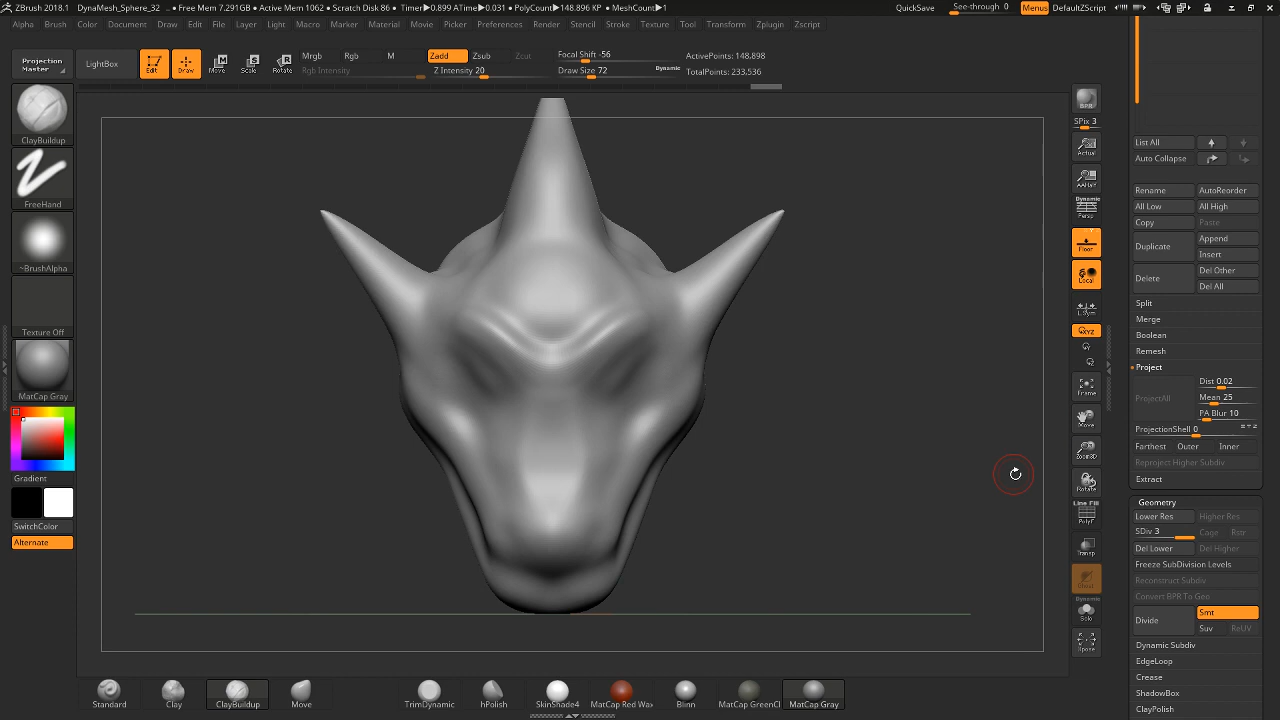 ZBrush 2018.1 DynaMesh_Sphere_32 ... • Free Mem 7.291GB • Active Mem 1062 • Scratch Disk 86 • Timer▶0.899 ATime▶0.031 • PolyCount▶148.896 KP • MeshCount▶1 QuickSave See-through 0 Menus DefaultZScript
Alpha Brush Color Document Draw Edit File Layer Light Macro Marker Material Movie Picker Preferences Render Stencil Stroke Texture Tool Transform Zplugin Zscript
Projection Master
LightBox
Edit
Draw
Move
Scale
Rotate
Mrgb Rgb M
Rgb Intensity
Zadd Zsub Zcut
Z Intensity 20
Focal Shift -56
Draw Size 72
Dynamic
ActivePoints: 148,898
TotalPoints: 233,536
ClayBuildup
FreeHand
~BrushAlpha
Texture Off
MatCap Gray
Gradient
SwitchColor
Alternate
BPR
SPix 3
Actual
AAHalf
Dynamic
Persp
Floor
Local
L.Sym
Frame
Move
Zoom3D
Rotate
Line Fill
PolyF
Transp
Ghost
Dynamic
Solo
Xpose
List All
Auto Collapse
Rename AutoReorder
All Low All High
Copy Paste
Duplicate Append
Insert
Delete Del Other
Del All
Split
Merge
Boolean
Remesh
Project
ProjectAll Dist 0.02
Mean 25
PA Blur 10
ProjectionShell 0
Farthest Outer Inner
Reproject Higher Subdiv
Extract
Geometry
Lower Res Higher Res
SDiv 3 Cage Rstr
Del Lower Del Higher
Freeze SubDivision Levels
Reconstruct Subdiv
Convert BPR To Geo
Divide Smt
Suv ReUV
Dynamic Subdiv
EdgeLoop
Crease
ShadowBox
ClayPolish
Standard Clay ClayBuildup Move TrimDynamic hPolish SkinShade4 MatCap Red Wax Blinn MatCap GreenCl MatCap Gray